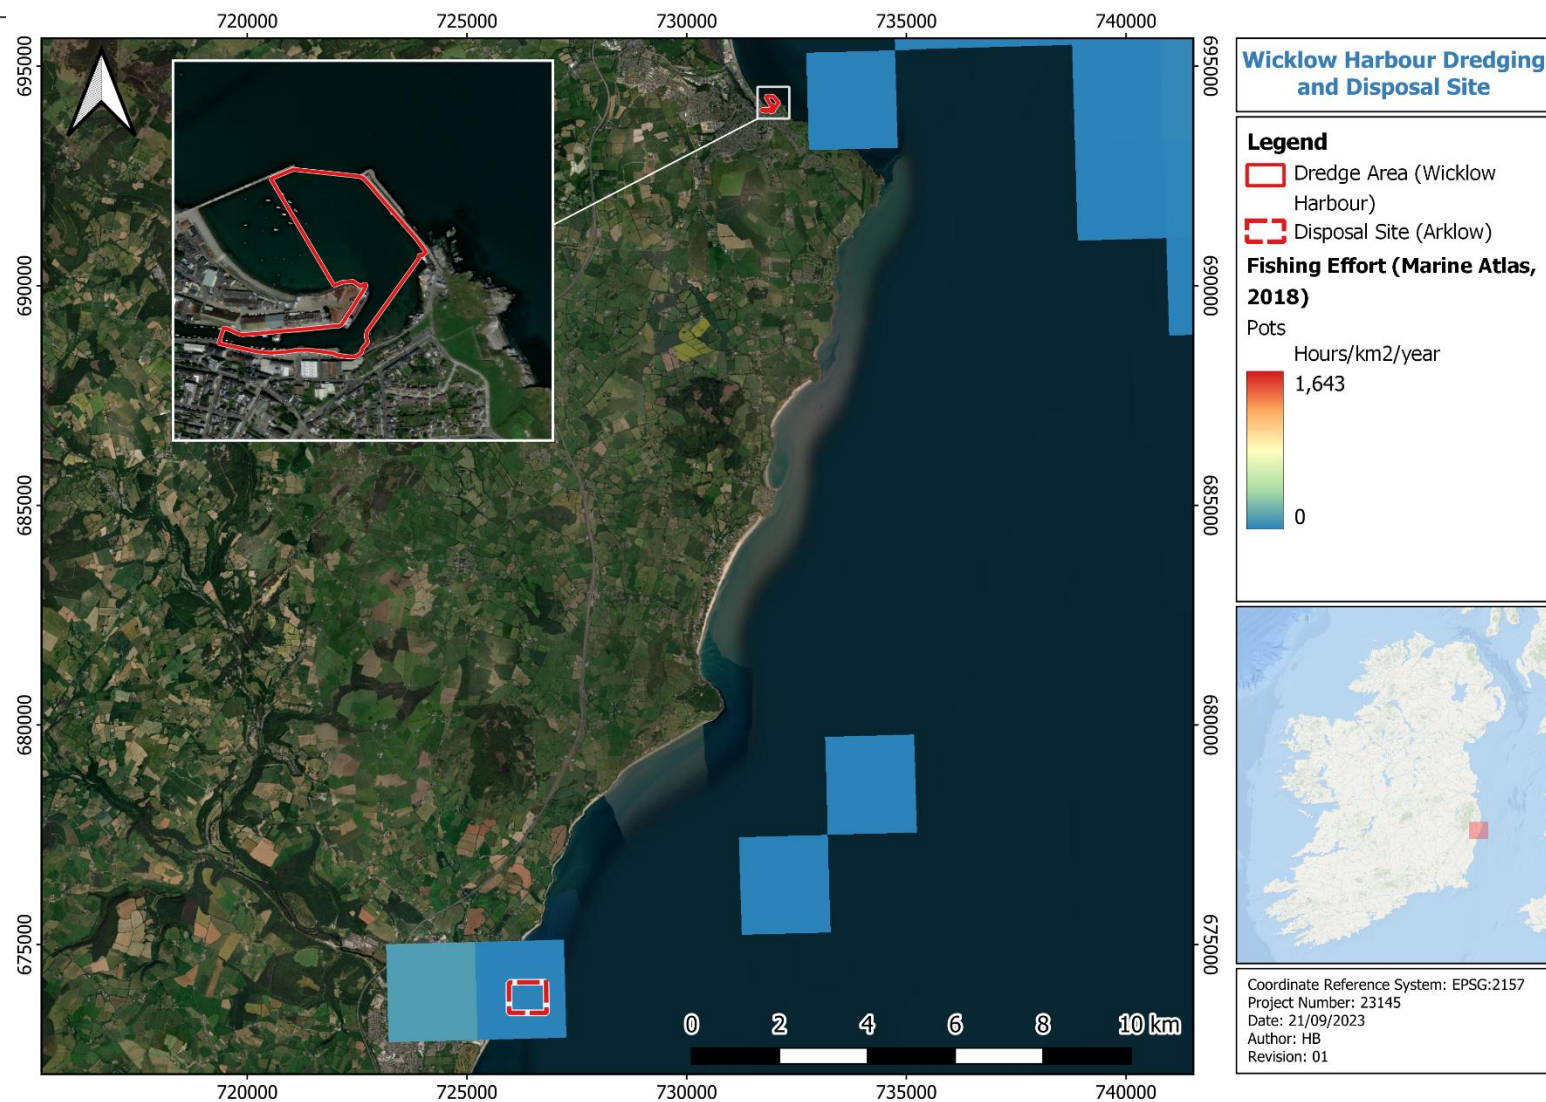 720000 725000 730000 735000 740000
695000
690000
685000
680000
675000
695000
690000
685000
680000
675000
0 2 4 6 8 10 km
720000 725000 730000 735000 740000
Wicklow Harbour Dredging
and Disposal Site
Legend
Dredge Area (Wicklow
Harbour)
Disposal Site (Arklow)
Fishing Effort (Marine Atlas,
2018)
Pots
Hours/km2/year
1,643
0
Coordinate Reference System: EPSG:2157
Project Number: 23145
Date: 21/09/2023
Author: HB
Revision: 01